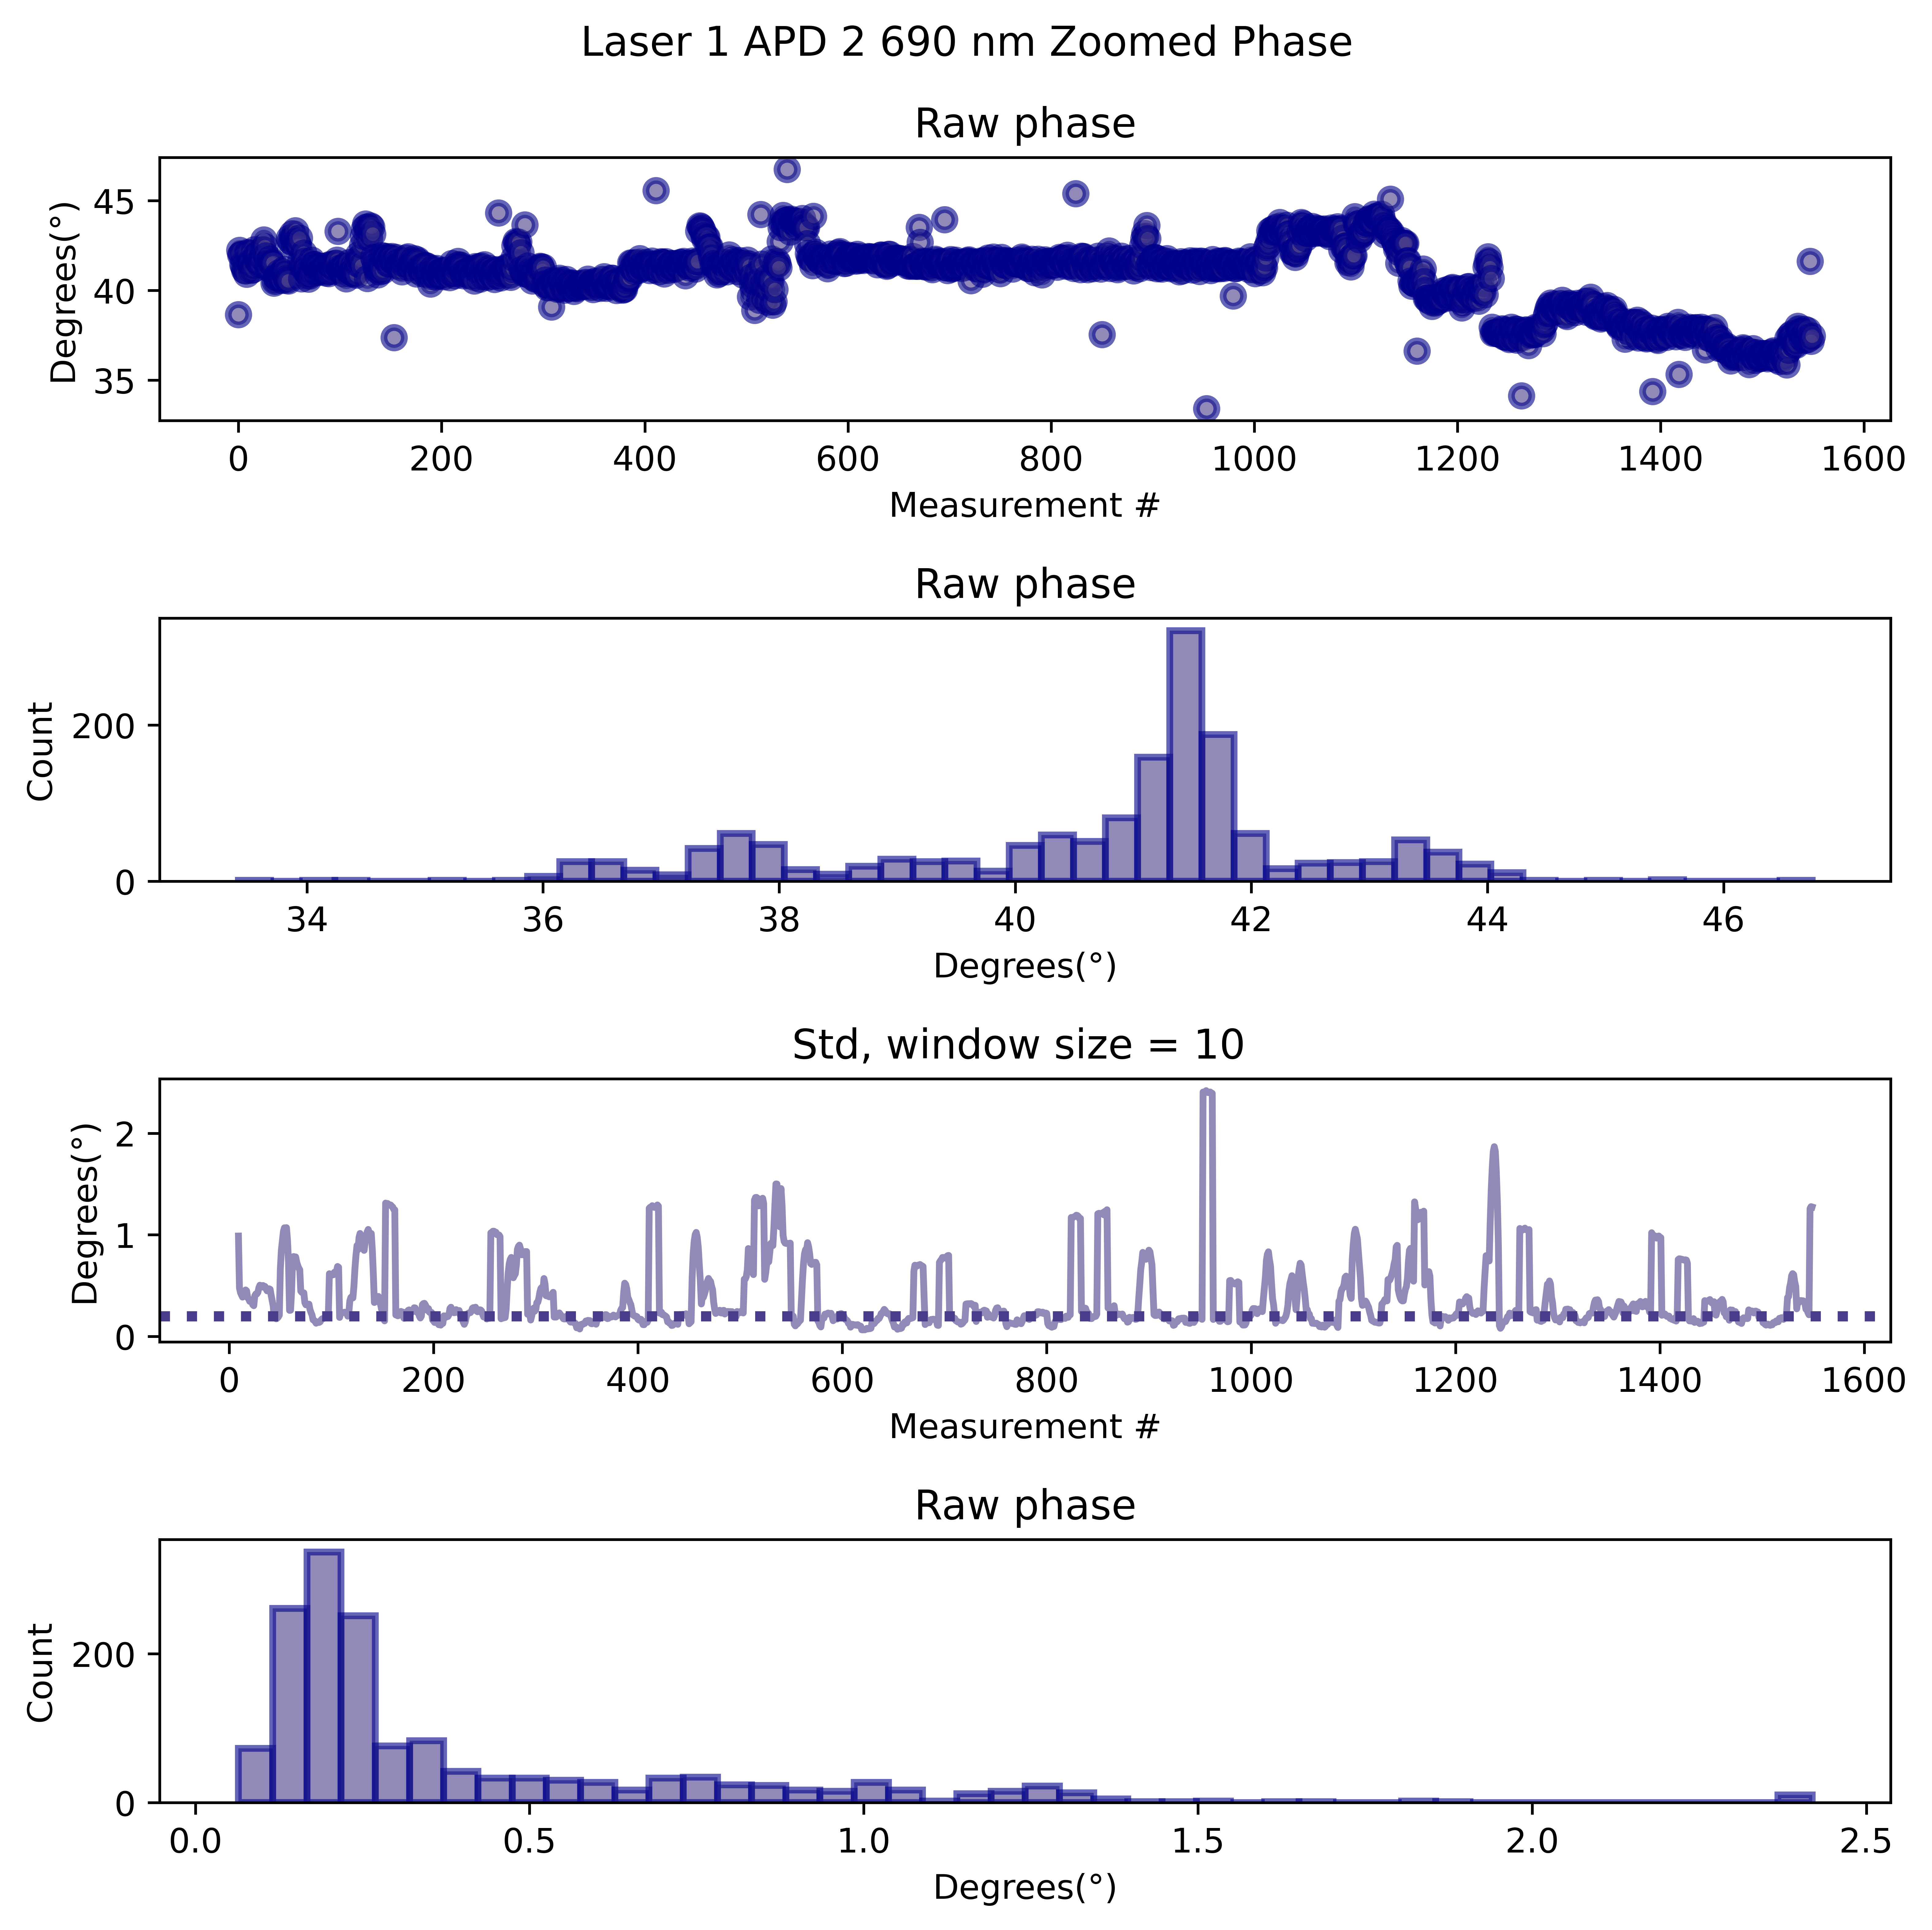 Laser 1 APD 2 690 nm Zoomed Phase
Raw phase
Degrees(°)
45
40
35
0 200 400 600 800 1000 1200 1400 1600
Measurement #
Raw phase
Count
200
0
34 36 38 40 42 44 46
Degrees(°)
Std, window size = 10
Degrees(°)
2
1
0
0 200 400 600 800 1000 1200 1400 1600
Measurement #
Raw phase
Count
200
0
0.0 0.5 1.0 1.5 2.0 2.5
Degrees(°)